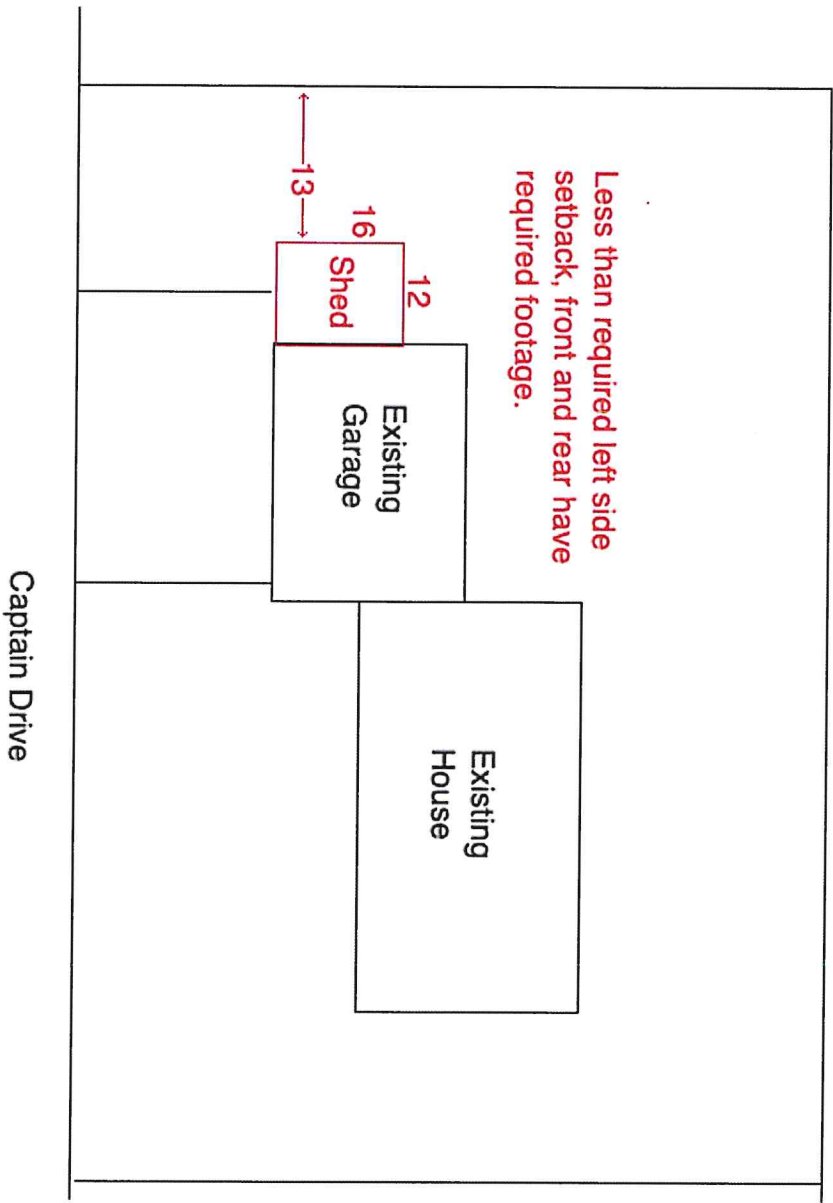 Less than required left side
setback, front and rear have
required footage.
12
16
Shed
13
Existing
Garage
Existing
House
Captain Drive